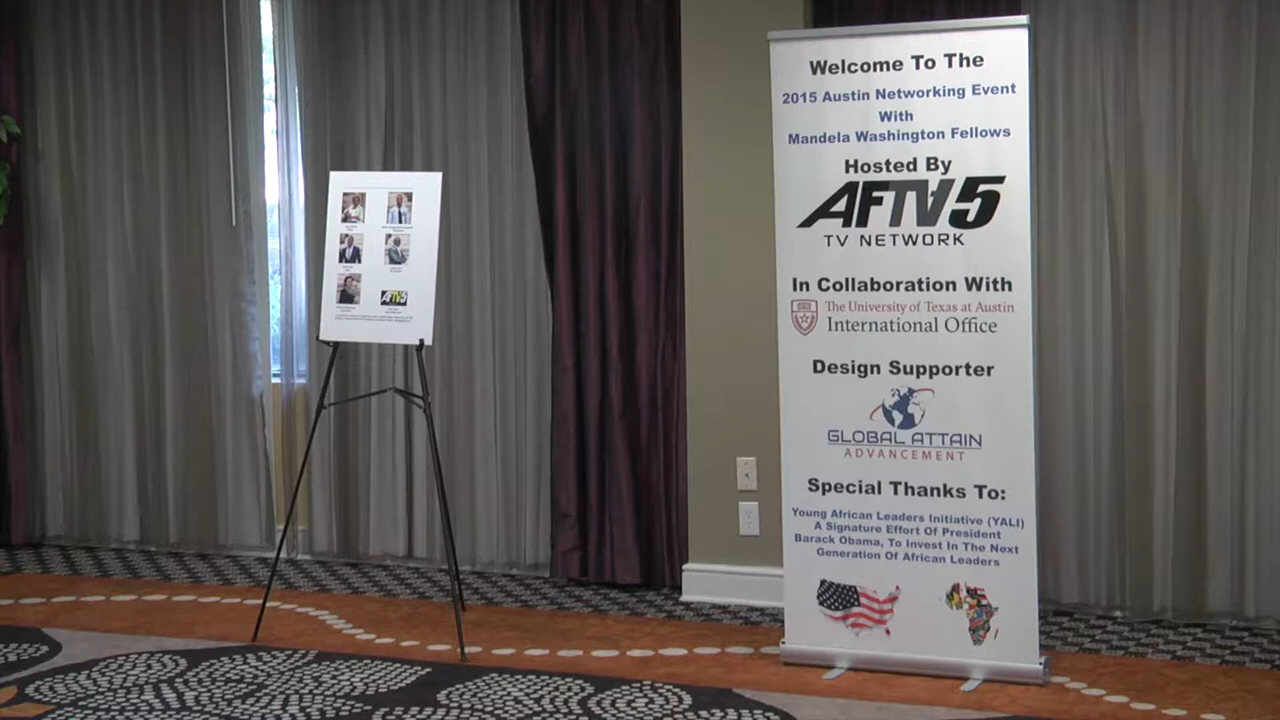 Welcome To The
2015 Austin Networking Event
With
Mandela Washington Fellows
Hosted By
AFTV5
TV NETWORK
In Collaboration With
The University of Texas at Austin
International Office
Design Supporter
GLOBAL ATTAIN
ADVANCEMENT
Special Thanks To:
Young African Leaders Initiative (YALI)
A Signature Effort Of President
Barack Obama, To Invest In The Next
Generation Of African Leaders
AFTV5